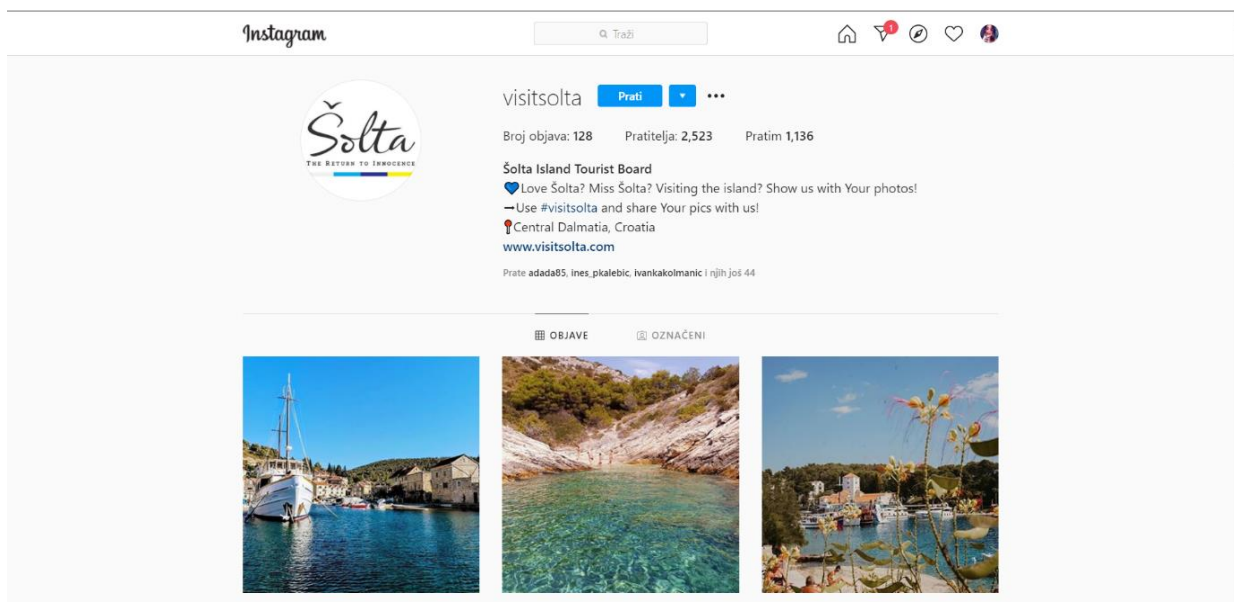 Instagram
Traži
1
visitsolta Prati
Šolta
THE RETURN TO INNOCENCE
Broj objava: 128 Pratitelja: 2,523 Pratim 1,136
Šolta Island Tourist Board
💙Love Šolta? Miss Šolta? Visiting the island? Show us with Your photos!
→Use #visitsolta and share Your pics with us!
📍Central Dalmatia, Croatia
www.visitsolta.com
Prate adada85, ines_pkalebic, ivankakolmanic i njih još 44
OBJAVE OZNAČENI